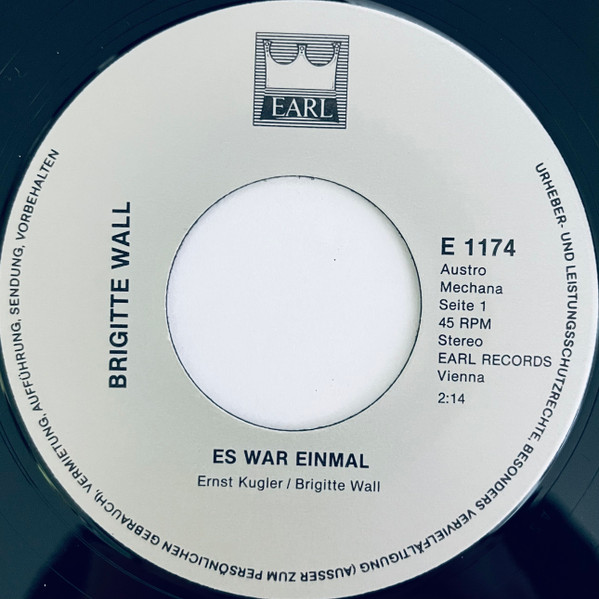 EARL
BRIGITTE WALL
E 1174
Austro
Mechana
Seite 1
45 RPM
Stereo
EARL RECORDS
Vienna
2:14
ES WAR EINMAL
Ernst Kugler / Brigitte Wall
URHEBER- UND LEISTUNGSSCHUTZRECHTE, BESONDERS VERVIELFÄLTIGUNG (AUSSER ZUM PERSÖNLICHEN GEBRAUCH), VERMIETUNG, AUFFÜHRUNG, SENDUNG, VORBEHALTEN